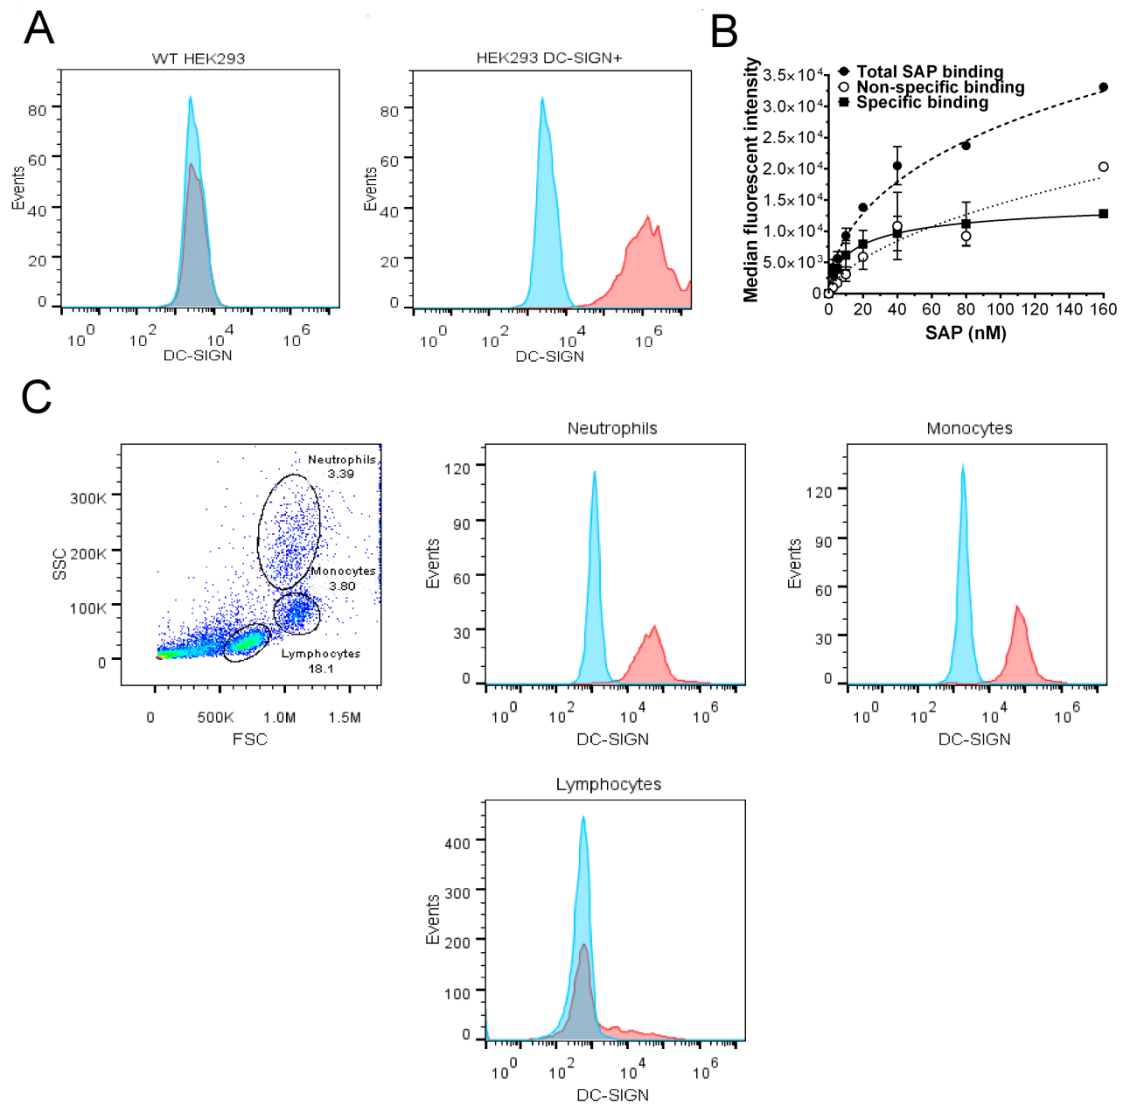 A
WT HEK293
Events
80
60
40
20
0
10^0
10^2
10^4
10^6
DC-SIGN
HEK293 DC-SIGN+
Events
80
60
40
20
0
10^0
10^2
10^4
10^6
DC-SIGN
B
Median fluorescent intensity
Total SAP binding
Non-specific binding
Specific binding
3.5×10^4
3.0×10^4
2.5×10^4
2.0×10^4
1.5×10^4
1.0×10^4
5.0×10^3
0
0 20 40 60 80 100 120 140 160
SAP (nM)
C
SSC
300K
200K
100K
0
Neutrophils
3.39
Monocytes
3.80
Lymphocytes
18.1
0 500K 1.0M 1.5M
FSC
Neutrophils
Events
120
90
60
30
0
10^0
10^2
10^4
10^6
DC-SIGN
Monocytes
Events
120
90
60
30
0
10^0
10^2
10^4
10^6
DC-SIGN
Lymphocytes
Events
400
300
200
100
0
10^0
10^2
10^4
10^6
DC-SIGN